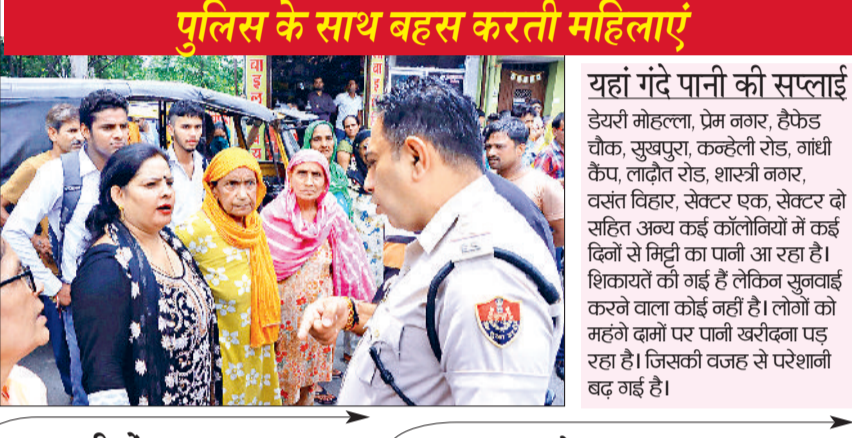 पुलिस के साथ बहस करती महिलाएं
यहां गंदे पानी की सप्लाई
डेयरी मोहल्ला, प्रेम नगर, हैफेड
चौक, सुखपुरा, कन्हेली रोड, गांधी
कैंप, लाढ़ौत रोड, शास्त्री नगर,
वसंत विहार, सेक्टर एक, सेक्टर दो
सहित अन्य कई कॉलोनियों में कई
दिनों से मिट्टी का पानी आ रहा है।
शिकायतें की गई हैं लेकिन सुनवाई
करने वाला कोई नहीं है। लोगों को
महंगे दामों पर पानी खरीदना पड़
रहा है। जिसकी वजह से परेशानी
बढ़ गई है।